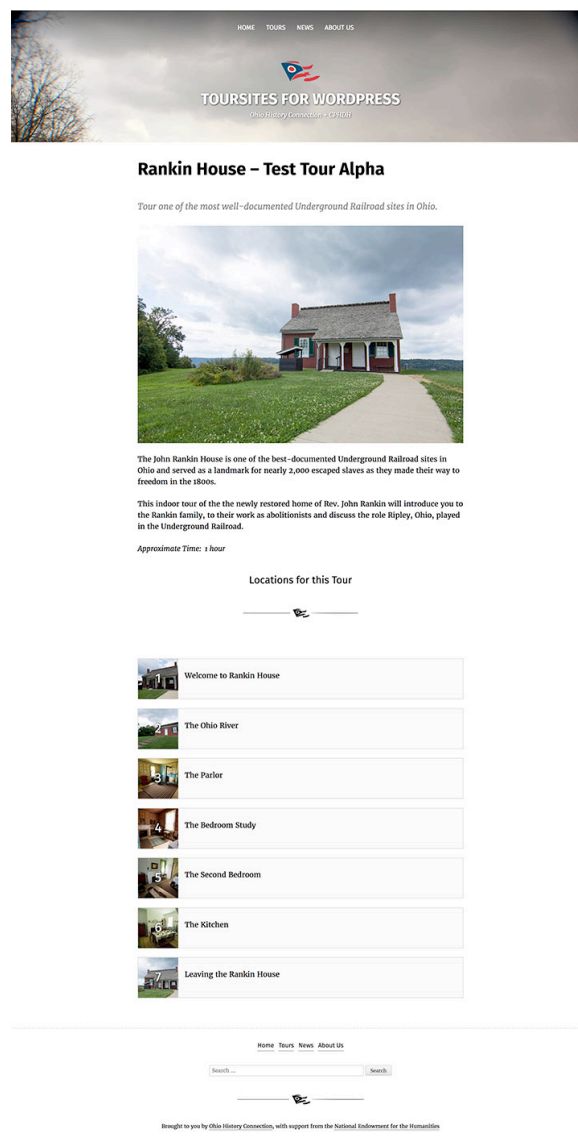 HOME TOURS NEWS ABOUT US
TOURSITES FOR WORDPRESS
Ohio History Connection + CPHDH
Rankin House – Test Tour Alpha
Tour one of the most well-documented Underground Railroad sites in Ohio.
The John Rankin House is one of the best-documented Underground Railroad sites in
Ohio and served as a landmark for nearly 2,000 escaped slaves as they made their way to
freedom in the 1800s.
This indoor tour of the the newly restored home of Rev. John Rankin will introduce you to
the Rankin family, to their work as abolitionists and discuss the role Ripley, Ohio, played
in the Underground Railroad.
Approximate Time: 1 hour
Locations for this Tour
1 Welcome to Rankin House
2 The Ohio River
3 The Parlor
4 The Bedroom Study
5 The Second Bedroom
6 The Kitchen
7 Leaving the Rankin House
Home Tours News About Us
Search ... Search
Brought to you by Ohio History Connection, with support from the National Endowment for the Humanities